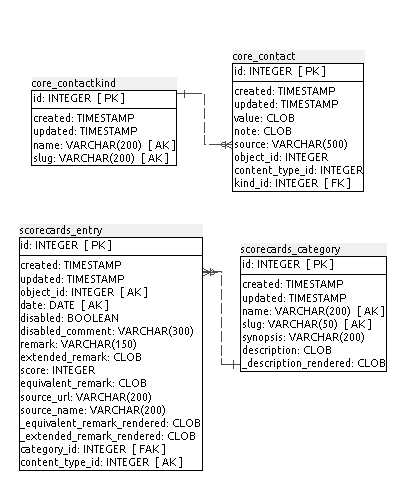 core_contactkind
id: INTEGER [ PK ]
created: TIMESTAMP
updated: TIMESTAMP
name: VARCHAR(200) [ AK ]
slug: VARCHAR(200) [ AK ]
core_contact
id: INTEGER [ PK ]
created: TIMESTAMP
updated: TIMESTAMP
value: CLOB
note: CLOB
source: VARCHAR(500)
object_id: INTEGER
content_type_id: INTEGER
kind_id: INTEGER [ FK ]
scorecards_entry
id: INTEGER [ PK ]
created: TIMESTAMP
updated: TIMESTAMP
object_id: INTEGER [ AK ]
date: DATE [ AK ]
disabled: BOOLEAN
disabled_comment: VARCHAR(300)
remark: VARCHAR(150)
extended_remark: CLOB
score: INTEGER
equivalent_remark: CLOB
source_url: VARCHAR(200)
source_name: VARCHAR(200)
_equivalent_remark_rendered: CLOB
_extended_remark_rendered: CLOB
category_id: INTEGER [ FAK ]
content_type_id: INTEGER [ AK ]
scorecards_category
id: INTEGER [ PK ]
created: TIMESTAMP
updated: TIMESTAMP
name: VARCHAR(200) [ AK ]
slug: VARCHAR(50) [ AK ]
synopsis: VARCHAR(200)
description: CLOB
_description_rendered: CLOB